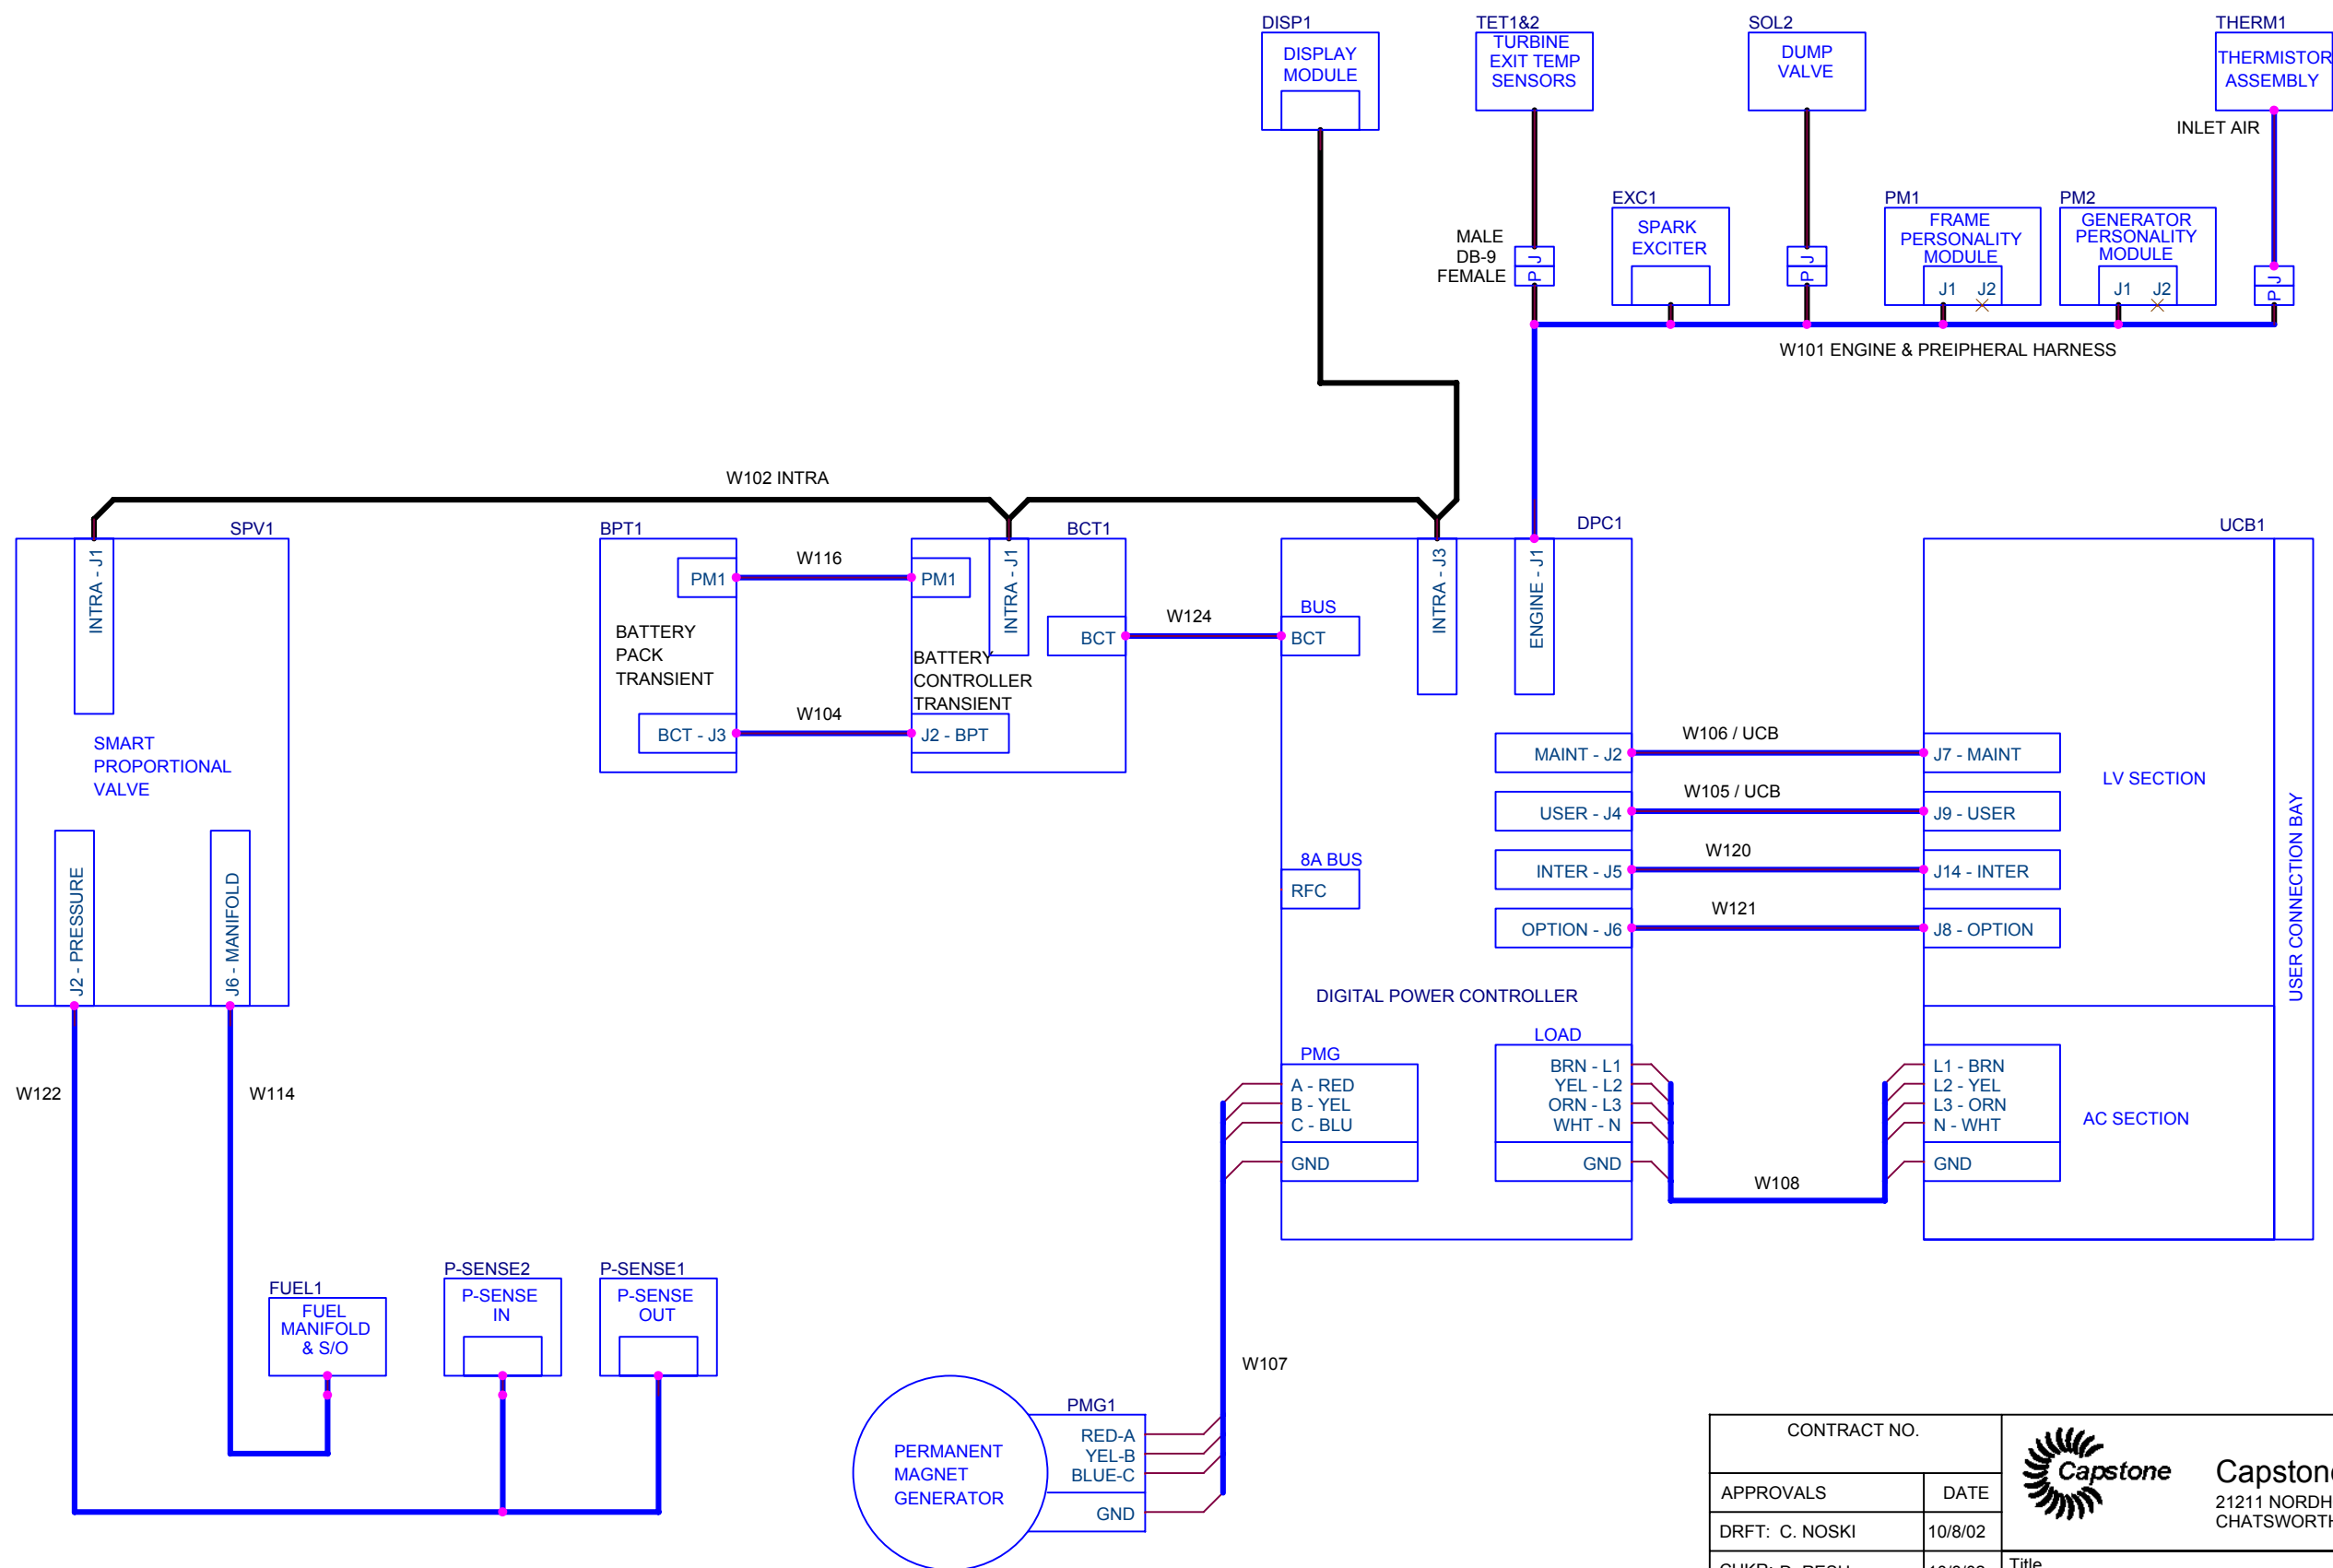 DISP1
DISPLAY
MODULE
TET1&2
TURBINE
EXIT TEMP
SENSORS
SOL2
DUMP
VALVE
THERM1
THERMISTOR
ASSEMBLY
INLET AIR
MALE
DB-9
FEMALE
J
P
EXC1
SPARK
EXCITER
J
P
PM1
FRAME
PERSONALITY
MODULE
J1 J2
PM2
GENERATOR
PERSONALITY
MODULE
J1 J2
J
P
W101 ENGINE & PREIPHERAL HARNESS
W102 INTRA
SPV1
INTRA - J1
SMART
PROPORTIONAL
VALVE
J2 - PRESSURE
J6 - MANIFOLD
BPT1
PM1
BATTERY
PACK
TRANSIENT
BCT - J3
W116
W104
BCT1
PM1
INTRA - J1
BCT
BATTERY
CONTROLLER
TRANSIENT
J2 - BPT
W124
DPC1
BUS
BCT
INTRA - J3
ENGINE - J1
MAINT - J2
USER - J4
8A BUS
RFC
INTER - J5
OPTION - J6
DIGITAL POWER CONTROLLER
PMG
A - RED
B - YEL
C - BLU
GND
LOAD
BRN - L1
YEL - L2
ORN - L3
WHT - N
GND
W106 / UCB
W105 / UCB
W120
W121
W108
UCB1
J7 - MAINT
J9 - USER
J14 - INTER
J8 - OPTION
LV SECTION
USER CONNECTION BAY
L1 - BRN
L2 - YEL
L3 - ORN
N - WHT
GND
AC SECTION
W122
W114
FUEL1
FUEL
MANIFOLD
& S/O
P-SENSE2
P-SENSE
IN
P-SENSE1
P-SENSE
OUT
W107
PERMANENT
MAGNET
GENERATOR
PMG1
RED-A
YEL-B
BLUE-C
GND
CONTRACT NO.
APPROVALS DATE
DRFT: C. NOSKI 10/8/02
Capstone
Capstone
21211 NORDH
CHATSWORTH
Title